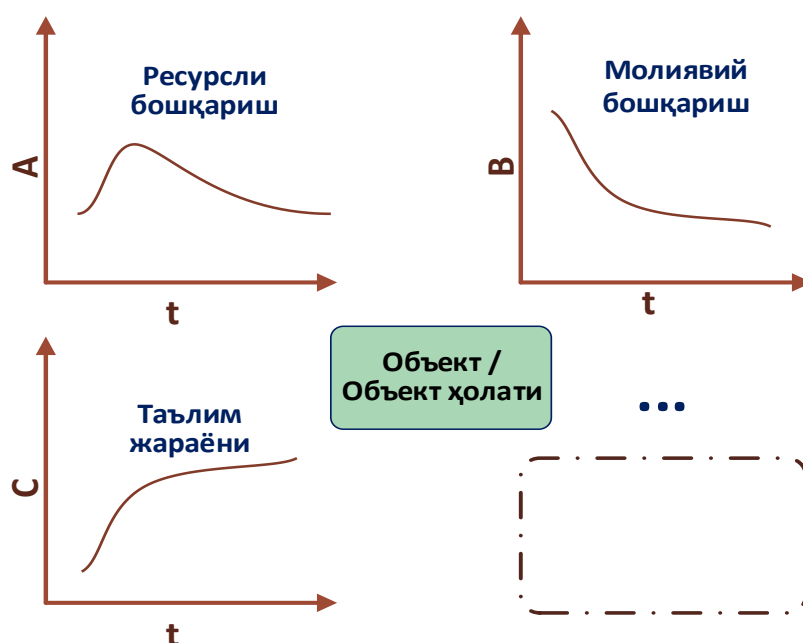 Ресурсли
бошқариш
A
t
Молиявий
бошқариш
B
t
Объект /
Объект ҳолати
...
Таълим
жараёни
C
t